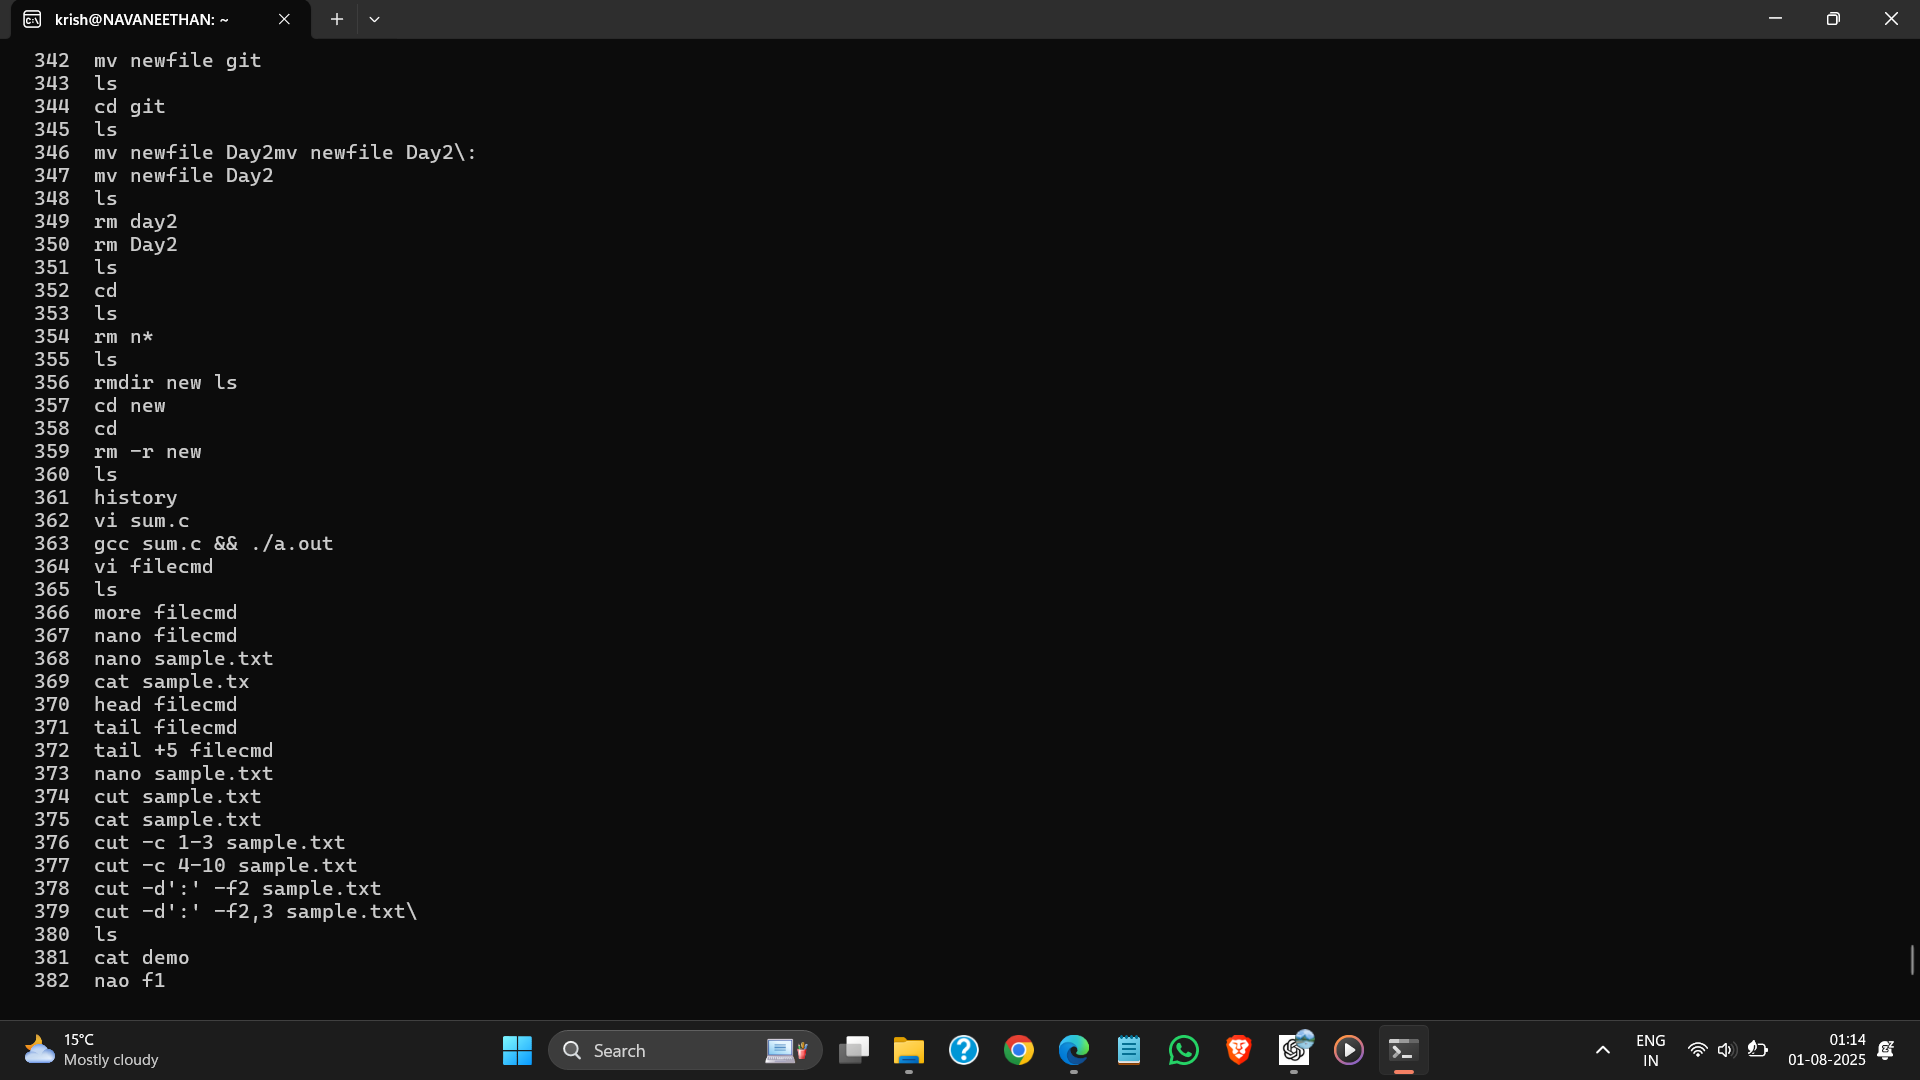 krish@NAVANEETHAN: ~
342 mv newfile git
343 ls
344 cd git
345 ls
346 mv newfile Day2mv newfile Day2\:
347 mv newfile Day2
348 ls
349 rm day2
350 rm Day2
351 ls
352 cd
353 ls
354 rm n*
355 ls
356 rmdir new ls
357 cd new
358 cd
359 rm -r new
360 ls
361 history
362 vi sum.c
363 gcc sum.c && ./a.out
364 vi filecmd
365 ls
366 more filecmd
367 nano filecmd
368 nano sample.txt
369 cat sample.tx
370 head filecmd
371 tail filecmd
372 tail +5 filecmd
373 nano sample.txt
374 cut sample.txt
375 cat sample.txt
376 cut -c 1-3 sample.txt
377 cut -c 4-10 sample.txt
378 cut -d':' -f2 sample.txt
379 cut -d':' -f2,3 sample.txt\
380 ls
381 cat demo
382 nao f1
15°C
Mostly cloudy
Search
ENG
IN
01:14
01-08-2025